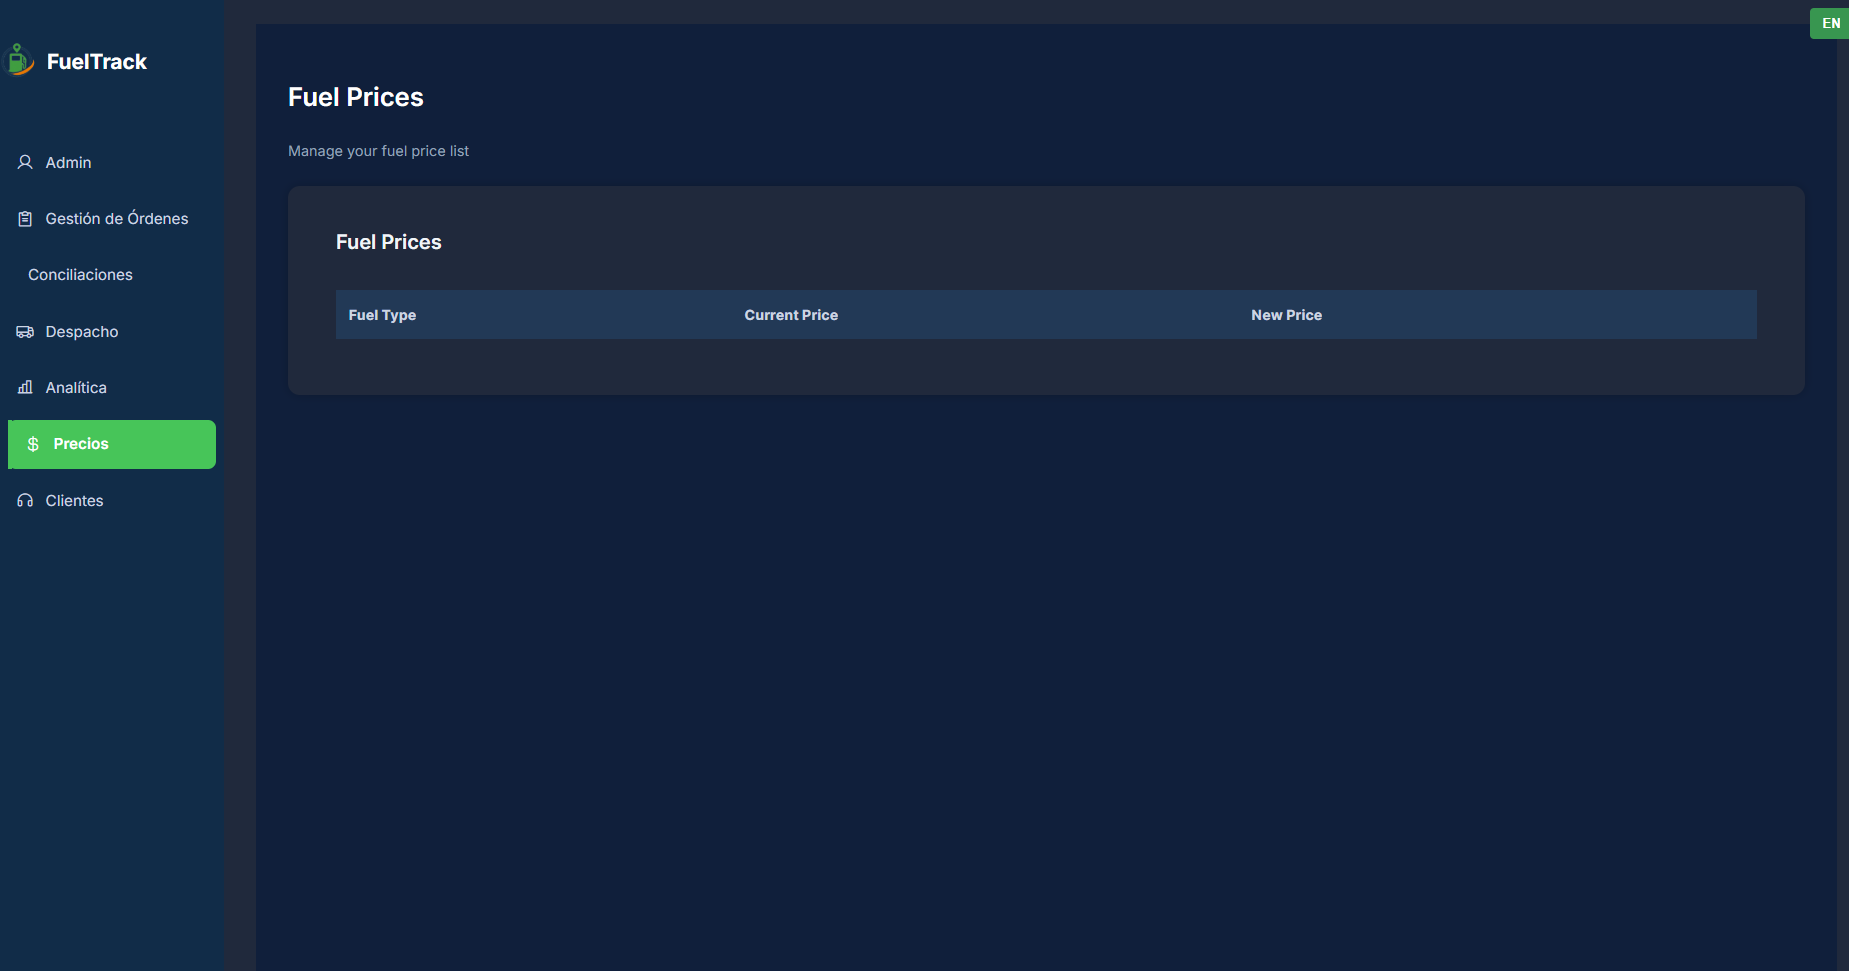 EN
FuelTrack
Admin
Gestión de Órdenes
Conciliaciones
Despacho
Analítica
$ Precios
Clientes
Fuel Prices
Manage your fuel price list
Fuel Prices
Fuel Type Current Price New Price